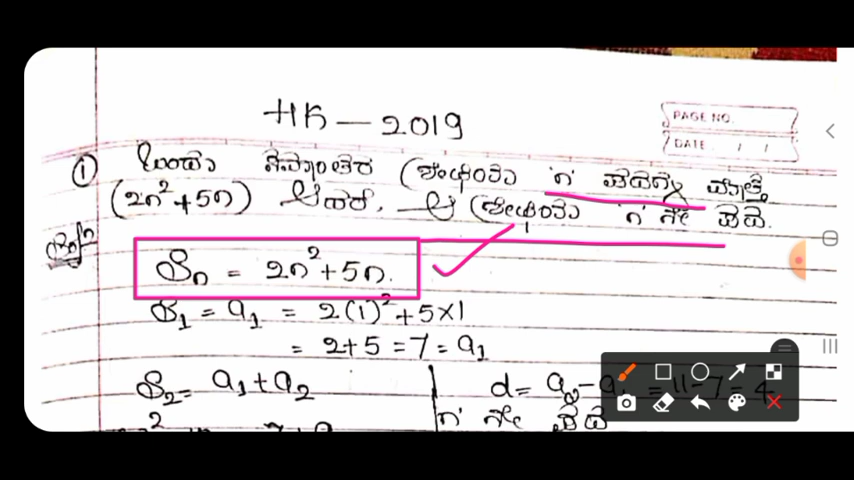 HK - 2019
PAGE NO.
DATE / /
① ಒಂದು ಸಮಾಂತರ ಶ್ರೇಢಿಯ 'n' ಪದಗಳ ಮೊತ್ತ
(2n²+5n) ಆದರೆ, ಆ ಶ್ರೇಢಿಯ 'n' ನೇ ಪದ
Sn = 2n²+5n.
S₁ = a₁ = 2(1)²+5×1
= 2+5 = 7 = a₁
S₂ = a₁+a₂
d = a₂-a₁ = 11-7 = 4
'n' ನೇ ಪದ